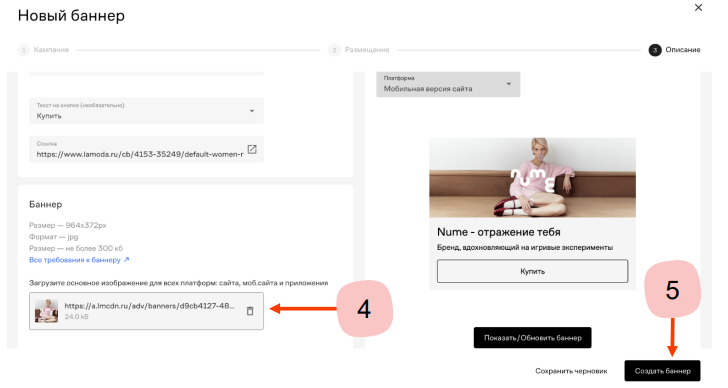 Новый баннер
1 Кампания
2 Размещение
3 Описание
Текст на кнопке (необязательно)
Купить
Ссылка
https://www.lamoda.ru/cb/4153-35249/default-women-r
Баннер
Размер — 964x372px
Формат — jpg
Размер — не более 300 кб
Все требования к баннеру ↗
Загрузите основное изображение для всех платформ: сайта, моб.сайта и приложения
https://a.lmcdn.ru/adv/banners/d9cb4127-48...
24.0 kB
4
Платформа
Мобильная версия сайта
nume
Nume - отражение тебя
Бренд, вдохновляющий на игривые эксперименты
Купить
5
Показать/Обновить баннер
Сохранить черновик
Создать баннер